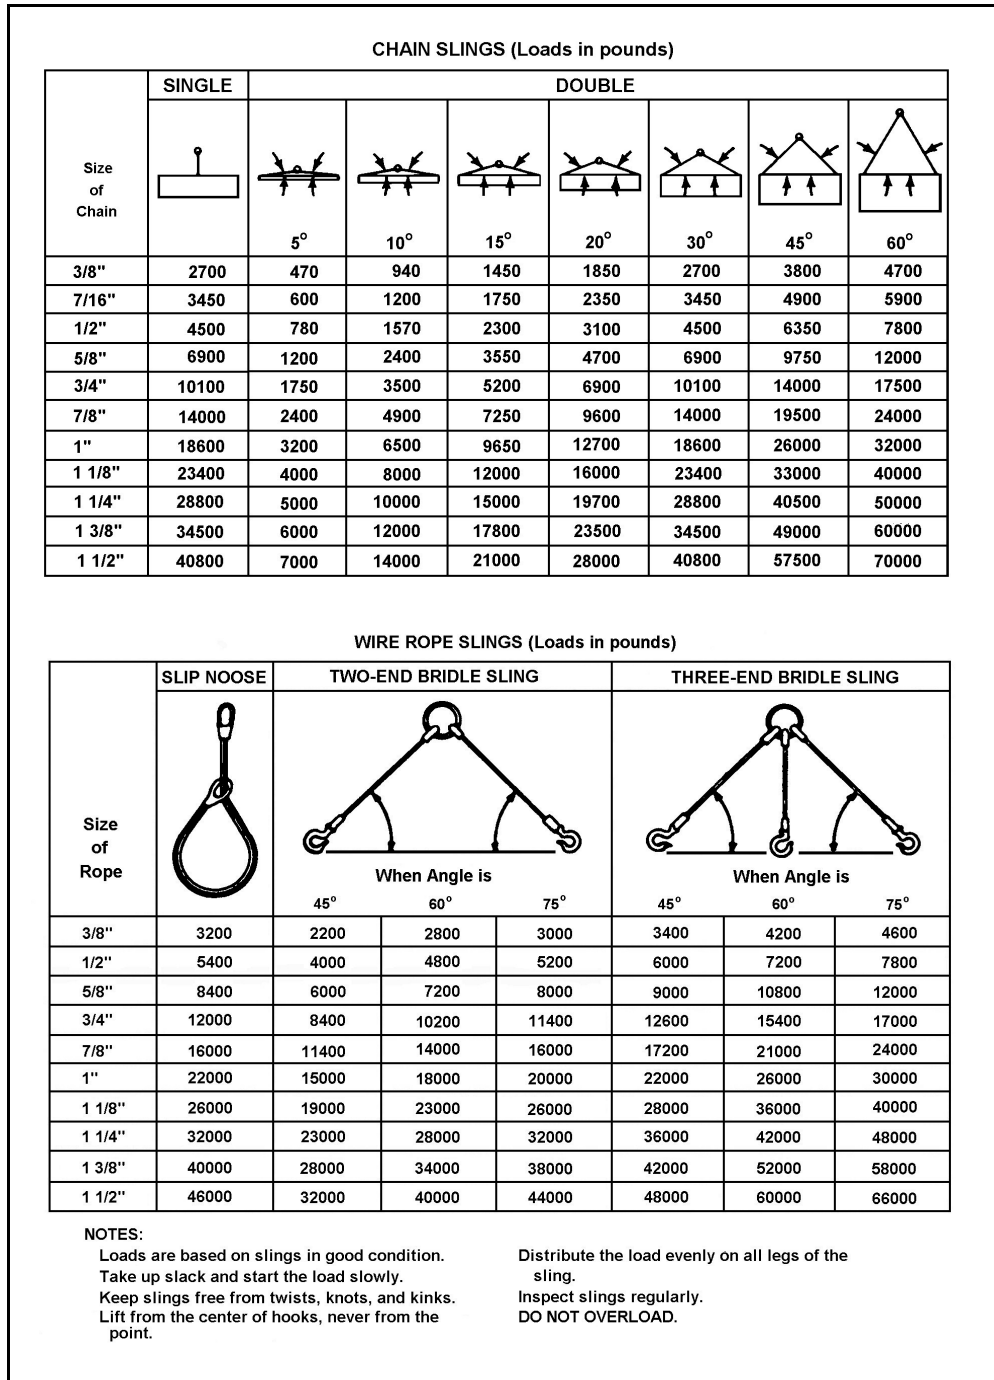 CHAIN SLINGS (Loads in pounds)
SINGLE DOUBLE
Size
of
Chain
5° 10° 15° 20° 30° 45° 60°
3/8" 2700 470 940 1450 1850 2700 3800 4700
7/16" 3450 600 1200 1750 2350 3450 4900 5900
1/2" 4500 780 1570 2300 3100 4500 6350 7800
5/8" 6900 1200 2400 3550 4700 6900 9750 12000
3/4" 10100 1750 3500 5200 6900 10100 14000 17500
7/8" 14000 2400 4900 7250 9600 14000 19500 24000
1" 18600 3200 6500 9650 12700 18600 26000 32000
1 1/8" 23400 4000 8000 12000 16000 23400 33000 40000
1 1/4" 28800 5000 10000 15000 19700 28800 40500 50000
1 3/8" 34500 6000 12000 17800 23500 34500 49000 60000
1 1/2" 40800 7000 14000 21000 28000 40800 57500 70000
WIRE ROPE SLINGS (Loads in pounds)
SLIP NOOSE TWO-END BRIDLE SLING THREE-END BRIDLE SLING
Size
of
Rope
When Angle is When Angle is
45° 60° 75° 45° 60° 75°
3/8" 3200 2200 2800 3000 3400 4200 4600
1/2" 5400 4000 4800 5200 6000 7200 7800
5/8" 8400 6000 7200 8000 9000 10800 12000
3/4" 12000 8400 10200 11400 12600 15400 17000
7/8" 16000 11400 14000 16000 17200 21000 24000
1" 22000 15000 18000 20000 22000 26000 30000
1 1/8" 26000 19000 23000 26000 28000 36000 40000
1 1/4" 32000 23000 28000 32000 36000 42000 48000
1 3/8" 40000 28000 34000 38000 42000 52000 58000
1 1/2" 46000 32000 40000 44000 48000 60000 66000
NOTES:
Loads are based on slings in good condition.
Take up slack and start the load slowly.
Keep slings free from twists, knots, and kinks.
Lift from the center of hooks, never from the
point.
Distribute the load evenly on all legs of the
sling.
Inspect slings regularly.
DO NOT OVERLOAD.